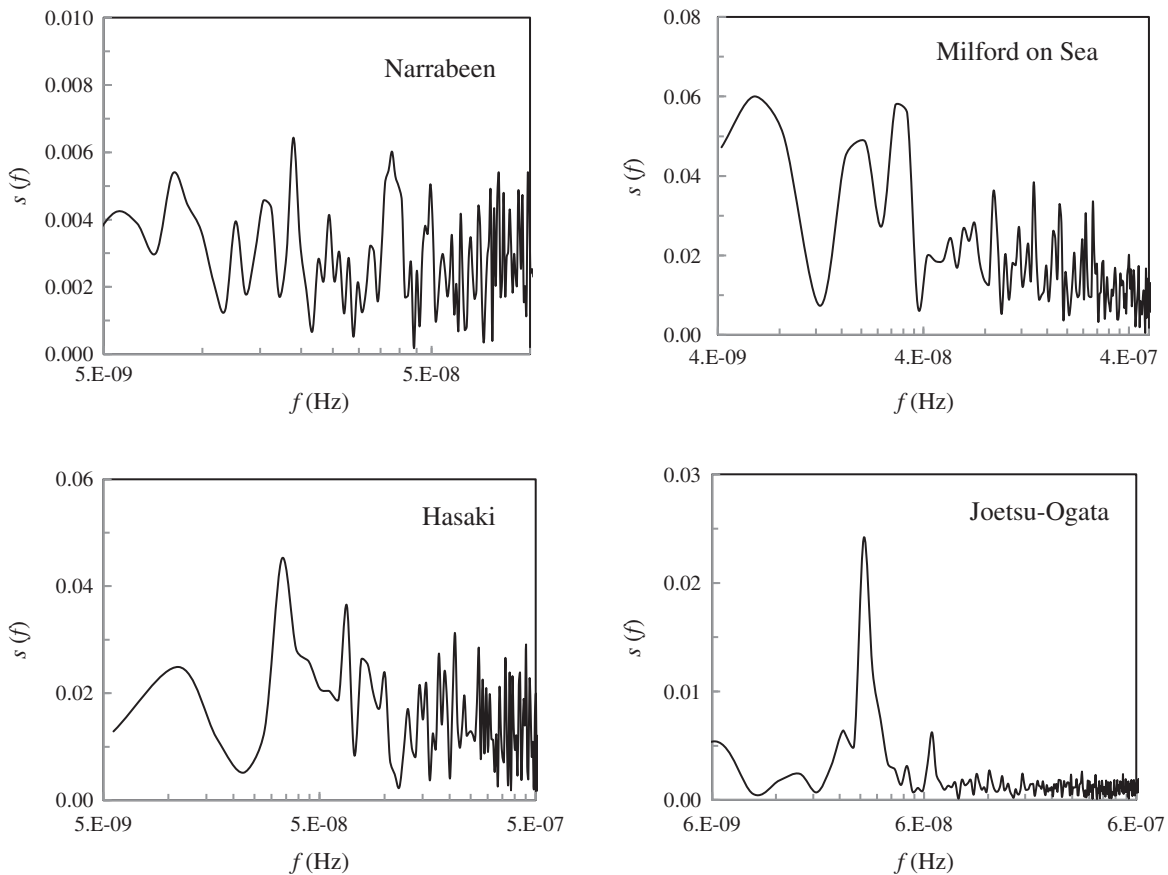 Narrabeen
s (f)
0.010
0.008
0.006
0.004
0.002
0.000
5.E-09
5.E-08
f (Hz)
Milford on Sea
s (f)
0.08
0.06
0.04
0.02
0.00
4.E-09
4.E-08
4.E-07
f (Hz)
Hasaki
s (f)
0.06
0.04
0.02
0.00
5.E-09
5.E-08
5.E-07
f (Hz)
Joetsu-Ogata
s (f)
0.03
0.02
0.01
0.00
6.E-09
6.E-08
6.E-07
f (Hz)